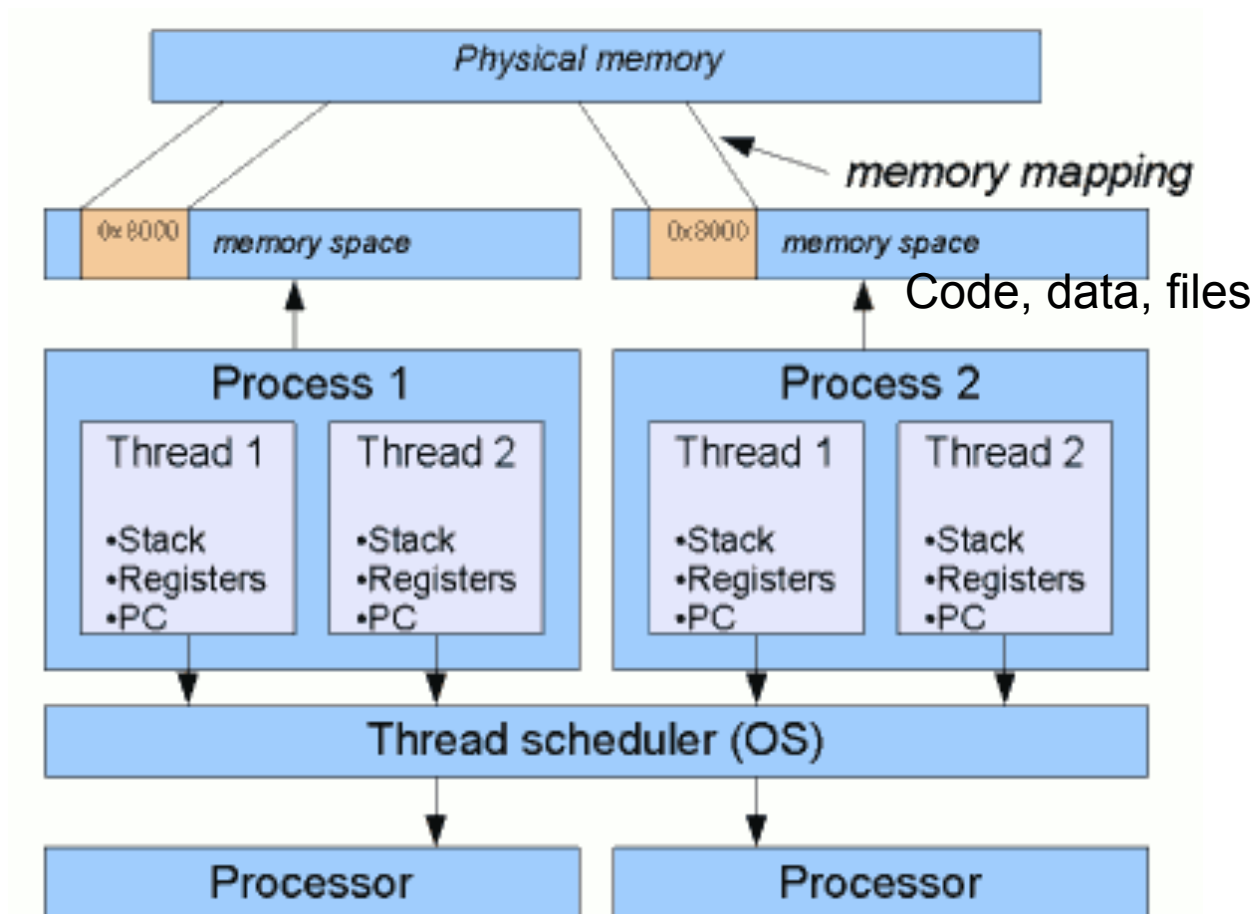 Physical memory
memory mapping
0x8000 memory space
0x8000 memory space
Code, data, files
Process 1
Process 2
Thread 1
Thread 2
Thread 1
Thread 2
•Stack
•Stack
•Stack
•Stack
•Registers
•Registers
•Registers
•Registers
•PC
•PC
•PC
•PC
Thread scheduler (OS)
Processor
Processor